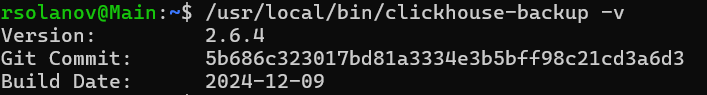 rsolanov@Main:~$ /usr/local/bin/clickhouse-backup -v
Version: 2.6.4
Git Commit: 5b686c323017bd81a3334e3b5bff98c21cd3a6d3
Build Date: 2024-12-09